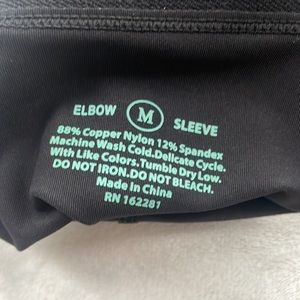 ELBOW M SLEEVE
88% Copper Nylon 12% Spandex
Machine Wash Cold.Delicate Cycle.
With Like Colors.Tumble Dry Low.
DO NOT IRON.DO NOT BLEACH.
Made in China
RN 162281